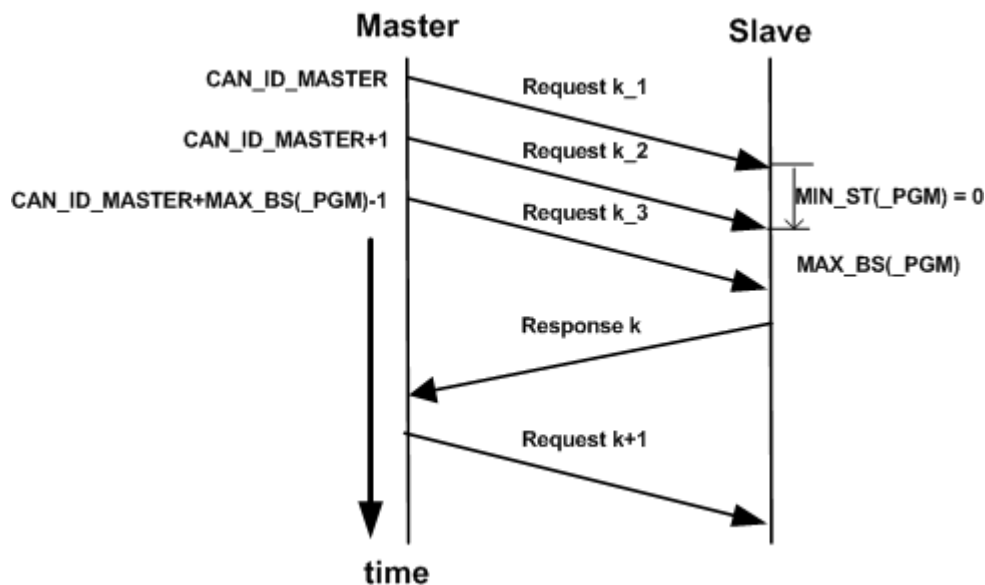 Master
Slave
CAN_ID_MASTER
Request k_1
CAN_ID_MASTER+1
Request k_2
MIN_ST(_PGM) = 0
CAN_ID_MASTER+MAX_BS(_PGM)-1
Request k_3
MAX_BS(_PGM)
Response k
Request k+1
time